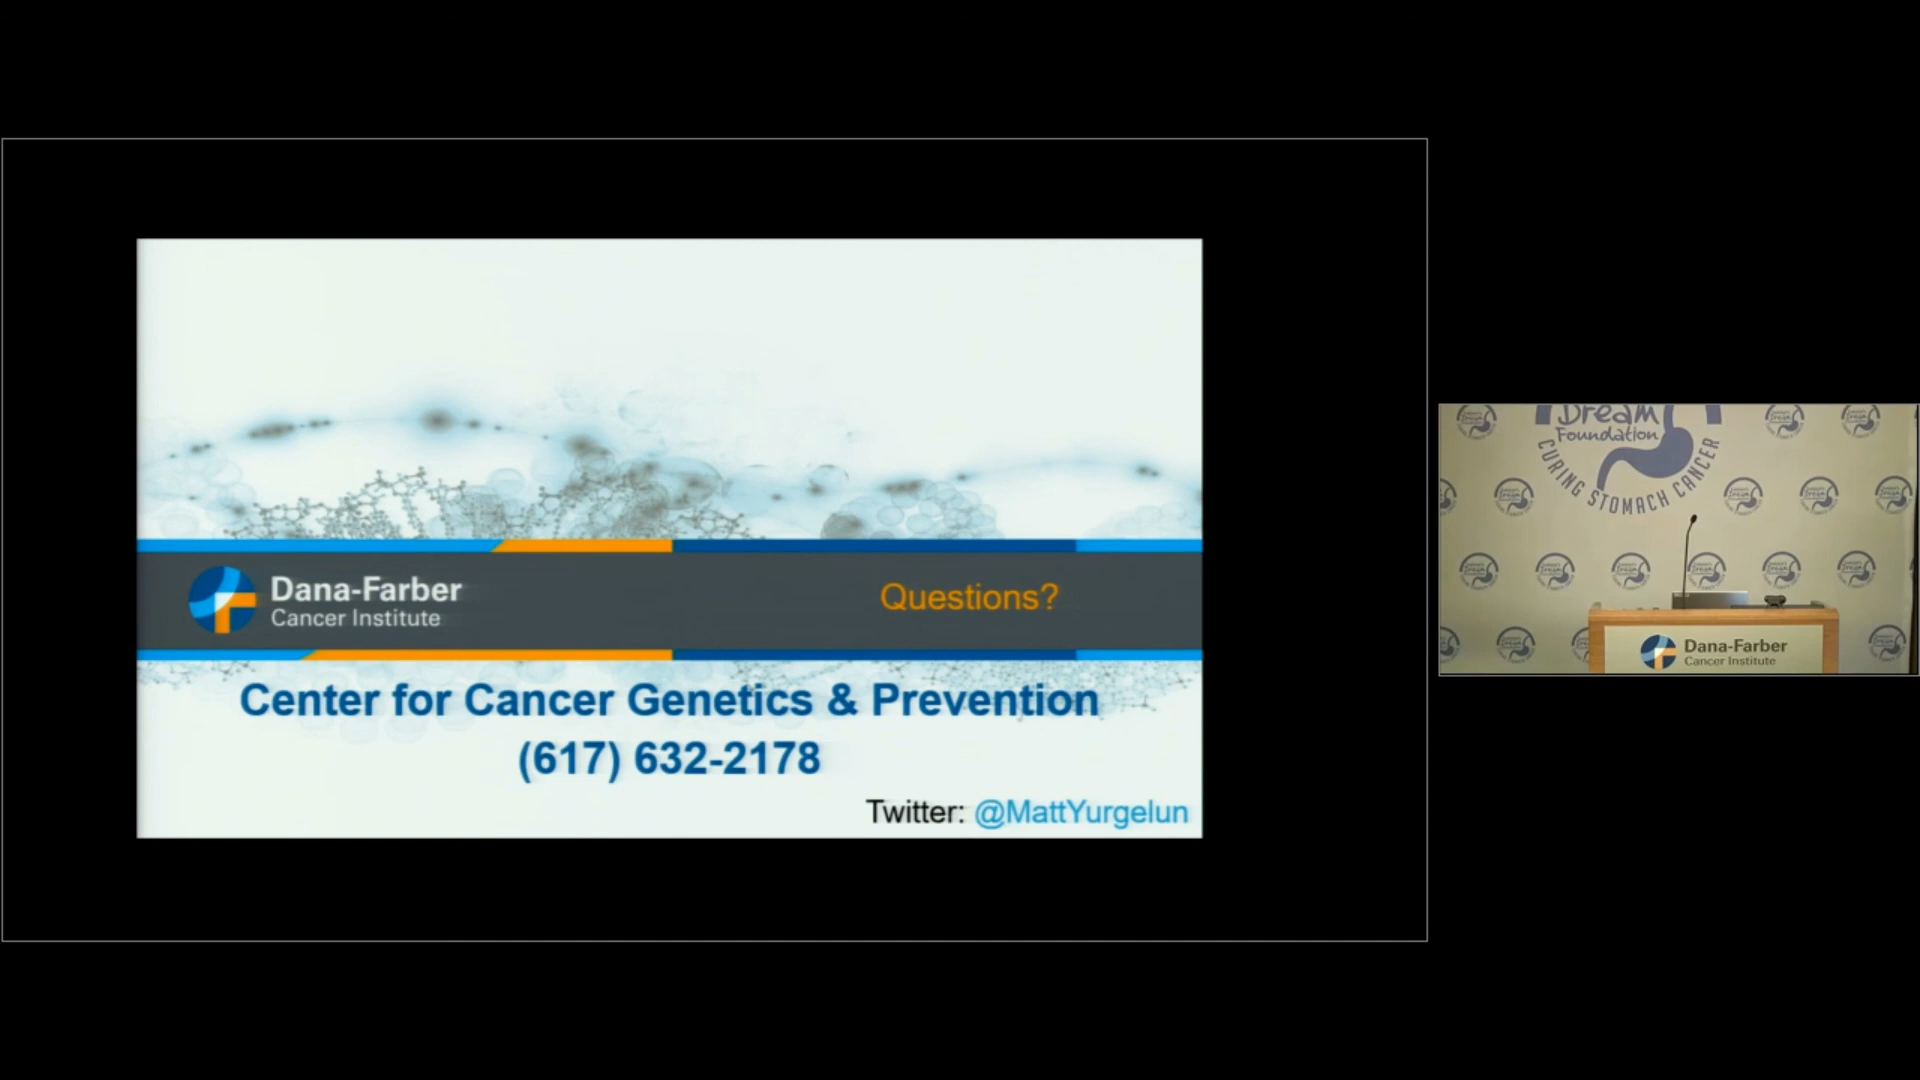 Dana-Farber
Cancer Institute
Questions?
Center for Cancer Genetics & Prevention
(617) 632-2178
Twitter: @MattYurgelun
Dream
Foundation
CURING STOMACH CANCER
Dana-Farber
Cancer Institute